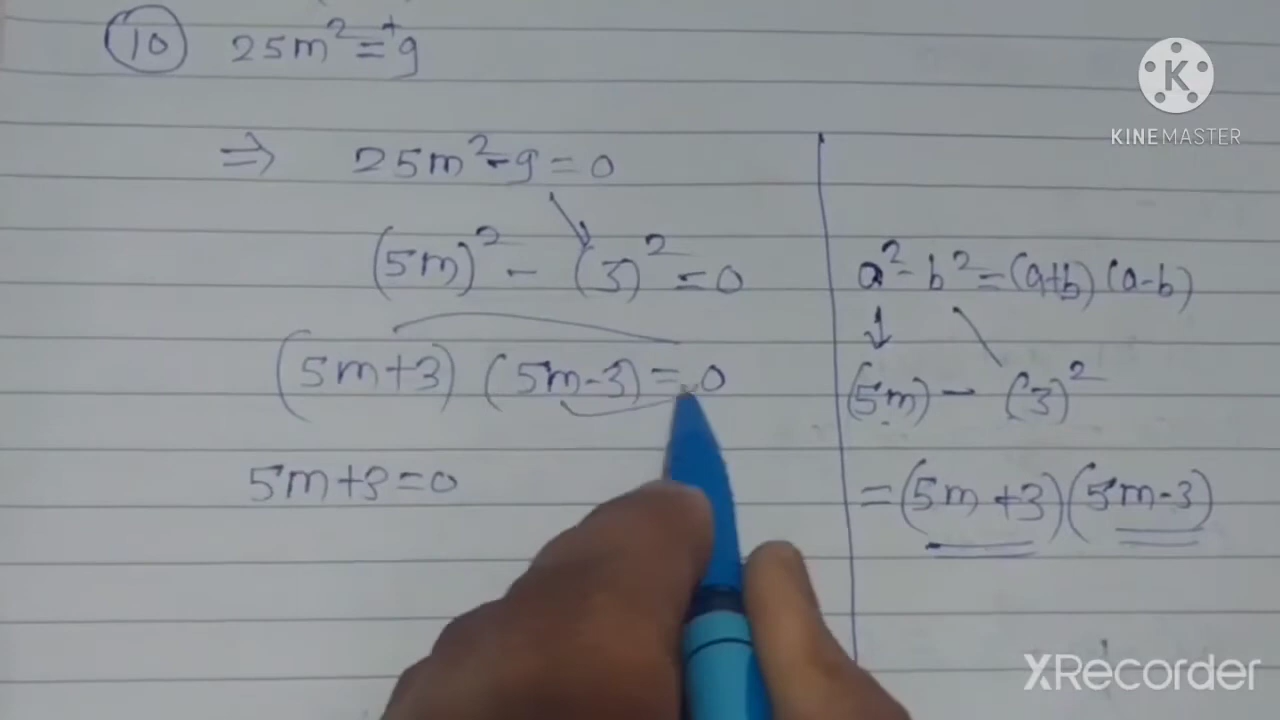 10 25m² = +9
⇒ 25m² - 9 = 0
(5m)² - (3)² = 0
(5m+3) (5m-3) = 0
5m+3=0
a² - b² = (a+b) (a-b)
(5m) - (3)²
= (5m+3)(5m-3)
K
KINEMASTER
XRecorder